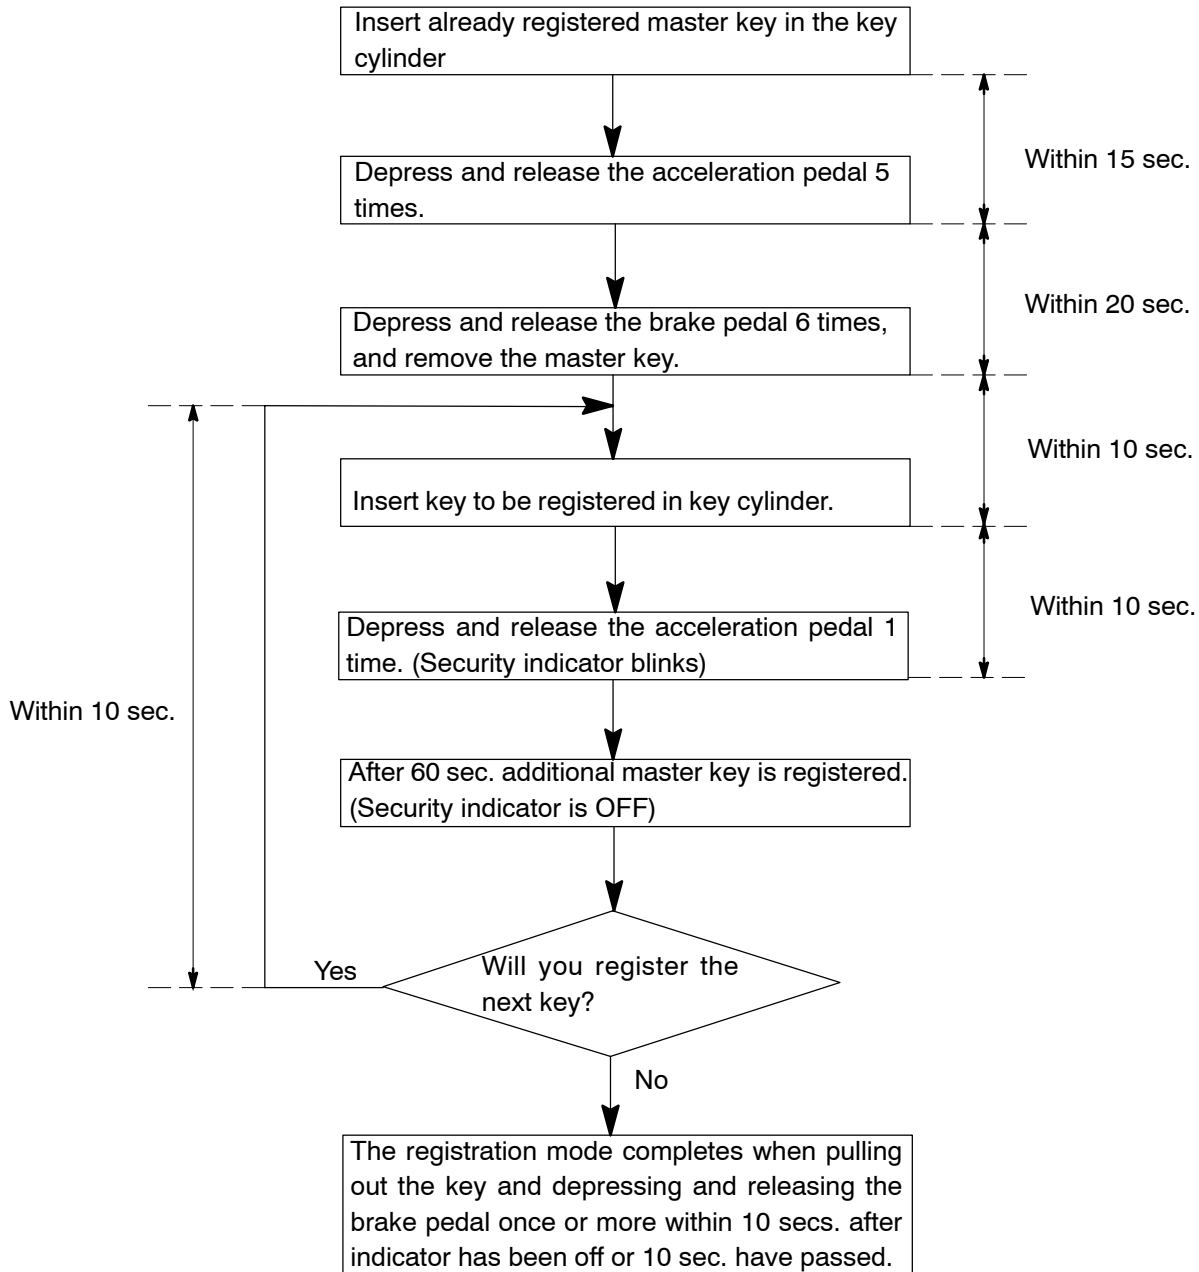 Insert already registered master key in the key
cylinder
Within 15 sec.
Depress and release the acceleration pedal 5
times.
Within 20 sec.
Depress and release the brake pedal 6 times,
and remove the master key.
Within 10 sec.
Insert key to be registered in key cylinder.
Within 10 sec.
Depress and release the acceleration pedal 1
time. (Security indicator blinks)
Within 10 sec.
After 60 sec. additional master key is registered.
(Security indicator is OFF)
Yes
Will you register the
next key?
No
The registration mode completes when pulling
out the key and depressing and releasing the
brake pedal once or more within 10 secs. after
indicator has been off or 10 sec. have passed.